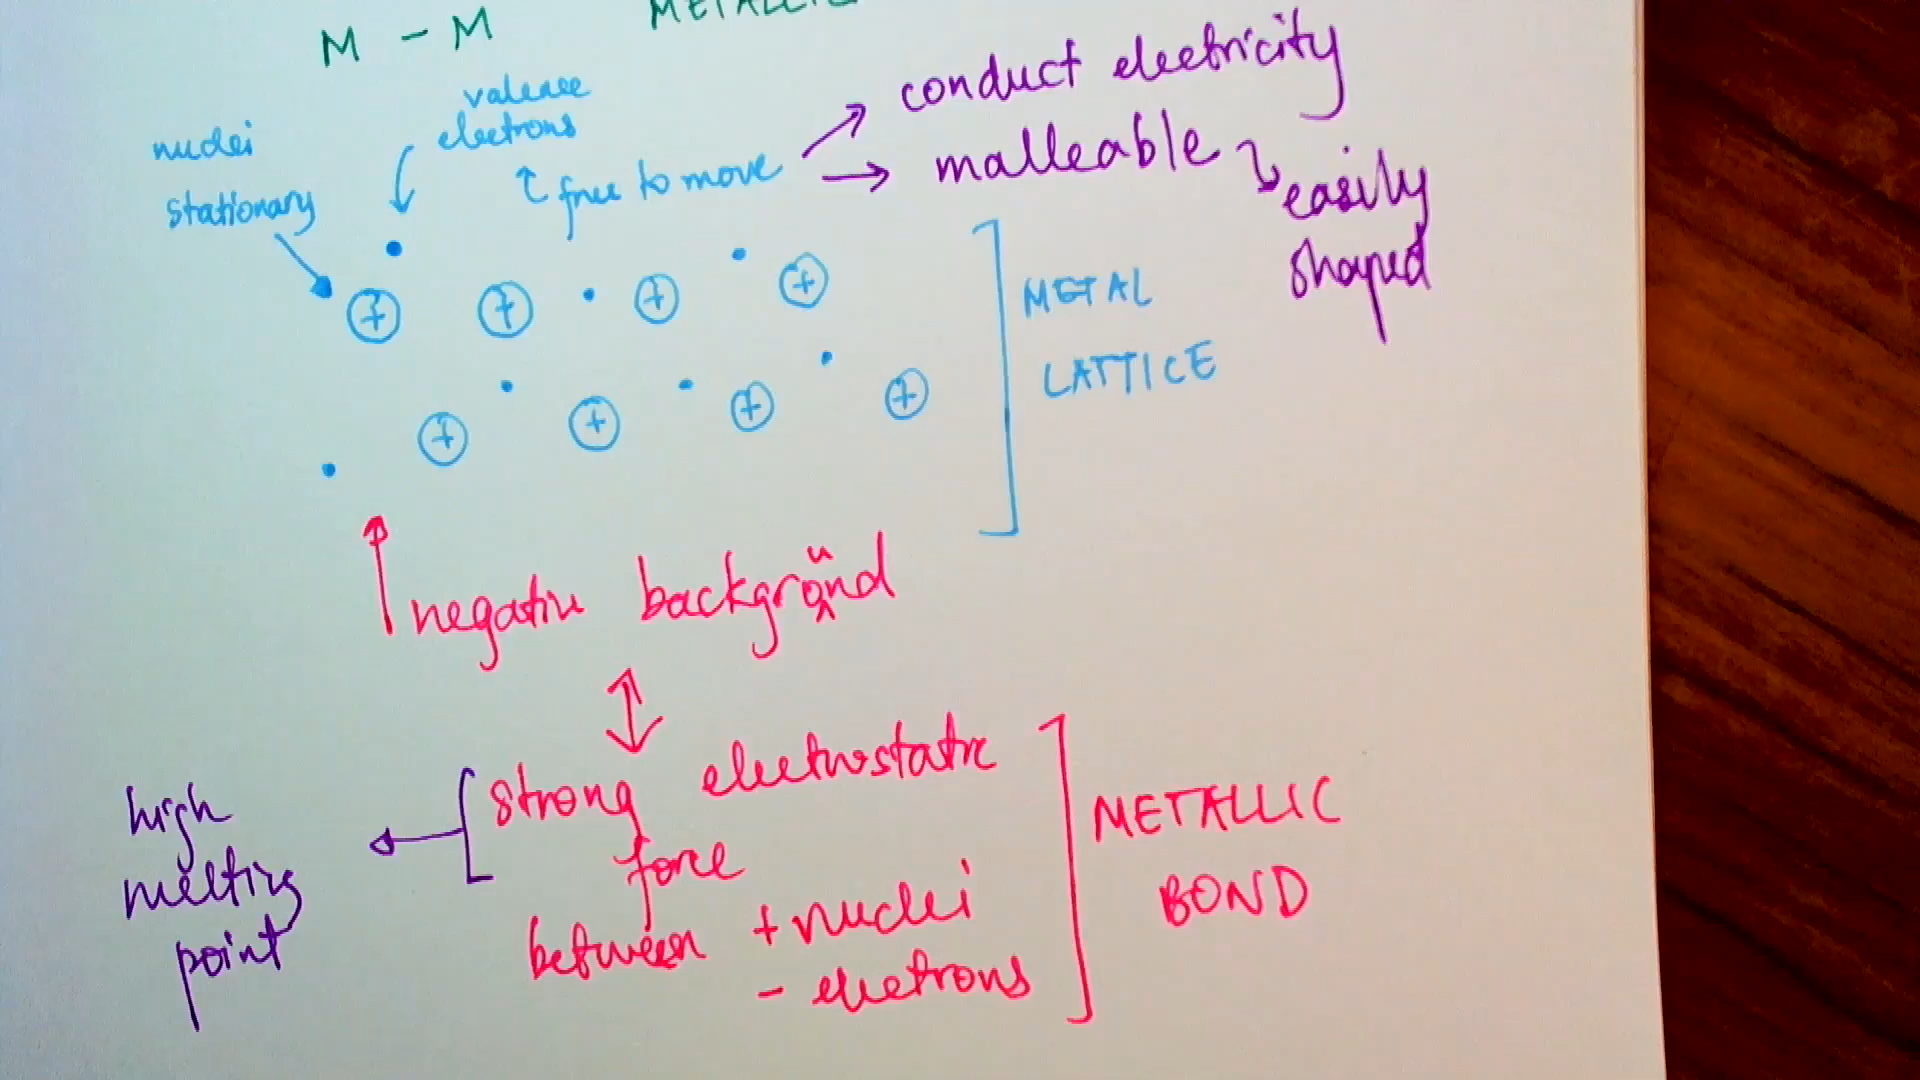 M - M METALLIC
valence
electrons
nuclei
stationary
free to move
conduct electricity
malleable
easily
shaped
+ + + +
+ + + +
METAL
LATTICE
negative background
strong electrostatic
force
between + nuclei
- electrons
METALLIC
BOND
high
melting
point